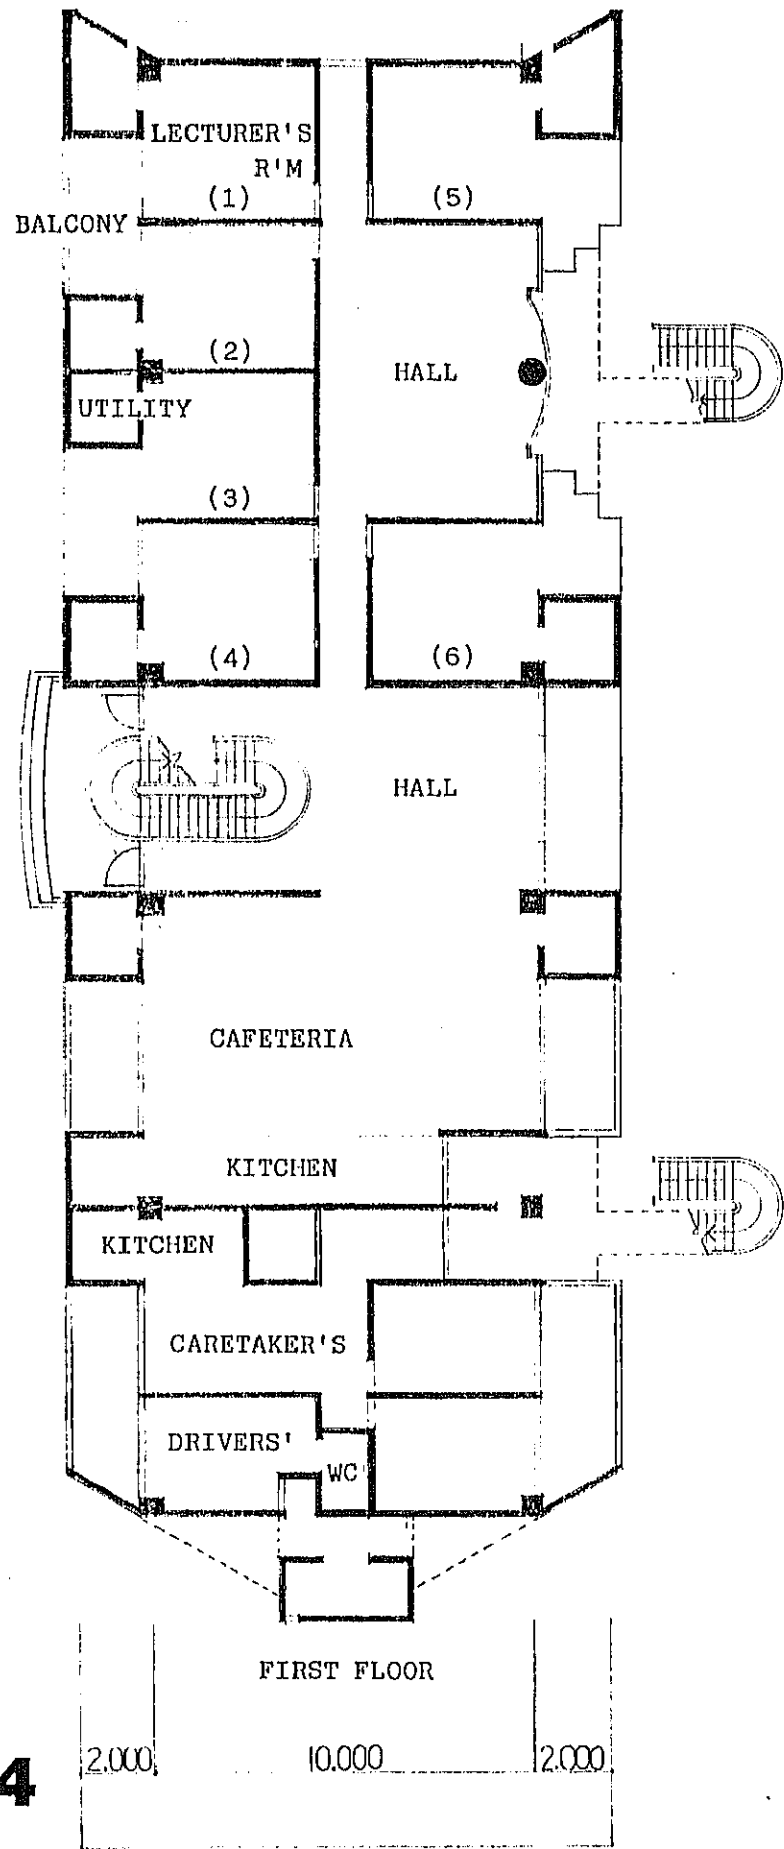 LECTURER'S
R'M
(1)
(5)
BALCONY
(2)
HALL
UTILITY
(3)
(4)
(6)
HALL
CAFETERIA
KITCHEN
KITCHEN
CARETAKER'S
DRIVERS'
WC
FIRST FLOOR
2.000
10.000
2.000
4